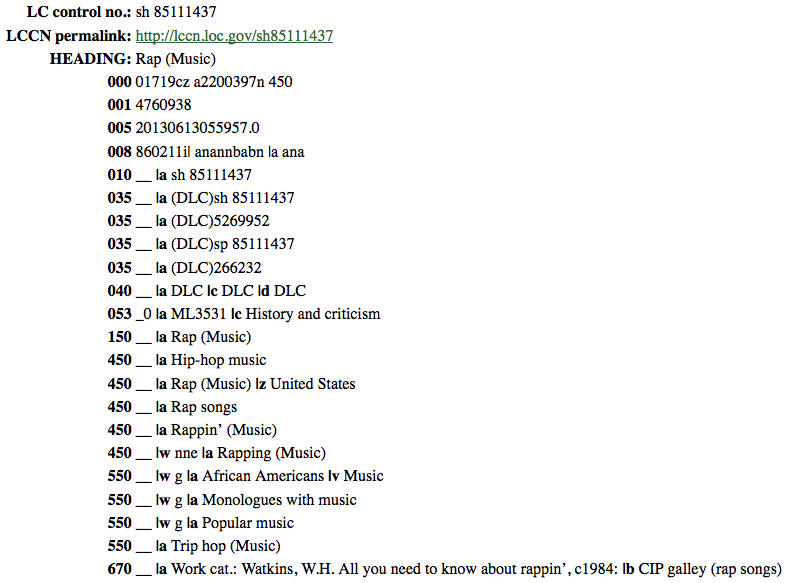 LC control no.: sh 85111437
LCCN permalink: http://lccn.loc.gov/sh85111437
HEADING: Rap (Music)
000 01719cz a2200397n 450
001 4760938
005 20130613055957.0
008 860211i| anannbabn |a ana
010 __ |a sh 85111437
035 __ |a (DLC)sh 85111437
035 __ |a (DLC)5269952
035 __ |a (DLC)sp 85111437
035 __ |a (DLC)266232
040 __ |a DLC |c DLC |d DLC
053 _0 |a ML3531 |c History and criticism
150 __ |a Rap (Music)
450 __ |a Hip-hop music
450 __ |a Rap (Music) |z United States
450 __ |a Rap songs
450 __ |a Rappin’ (Music)
450 __ |w nne |a Rapping (Music)
550 __ |w g |a African Americans |v Music
550 __ |w g |a Monologues with music
550 __ |w g |a Popular music
550 __ |a Trip hop (Music)
670 __ |a Work cat.: Watkins, W.H. All you need to know about rappin’, c1984: |b CIP galley (rap songs)